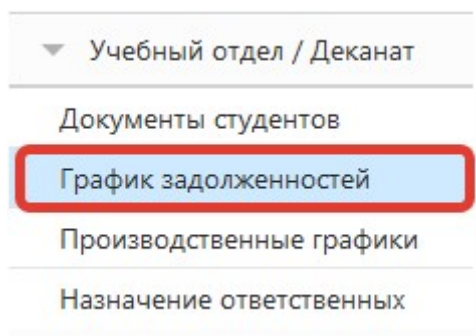 Учебный отдел / Деканат
Документы студентов
График задолженностей
Производственные графики
Назначение ответственных